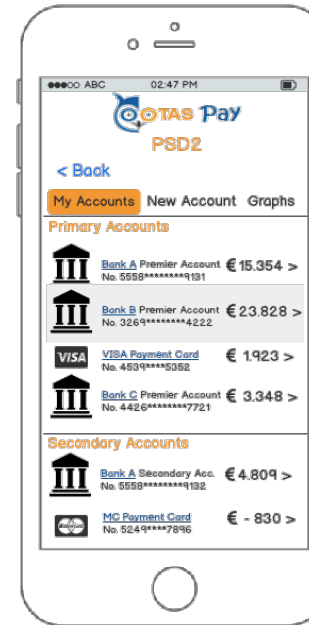 ABC 02:47 PM
QOTAS Pay
PSD2
< Back
My Accounts New Account Graphs
Primary Accounts
Bank A Premier Account € 15.354 >
No. 5558********9131
Bank B Premier Account € 23.828 >
No. 3269********4222
VISA VISA Payment Card € 1.923 >
No. 4539****5352
Bank C Premier Account € 3.348 >
No. 4426********7721
Secondary Accounts
Bank A Secondary Acc. € 4.809 >
No. 5558********9132
MC Payment Card € - 830 >
No. 5249****7896